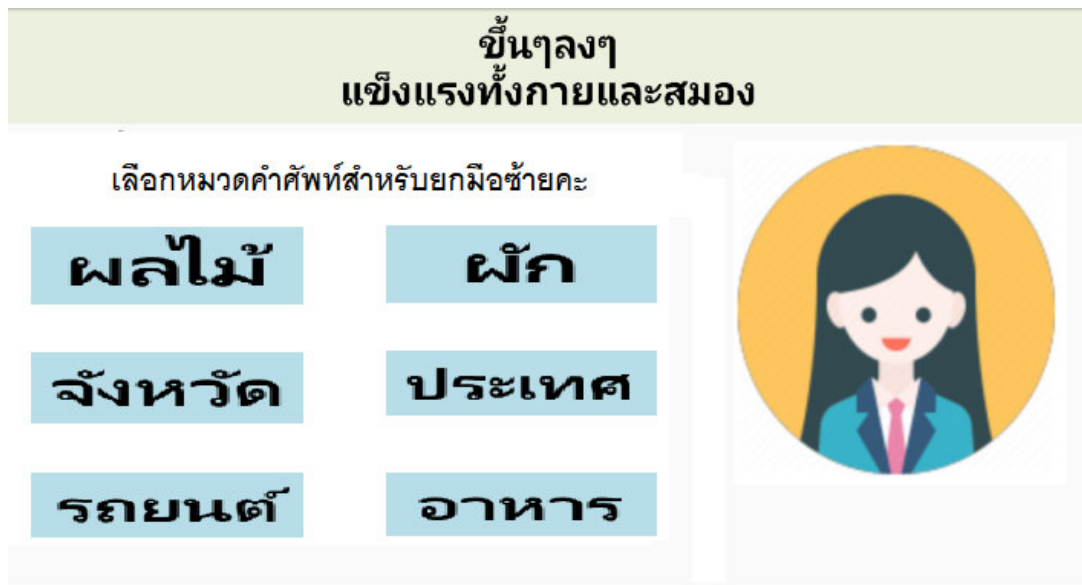 ขึ้นๆลงๆ
แข็งแรงทั้งกายและสมอง
เลือกหมวดคำศัพท์สำหรับยกมือซ้ายคะ
ผลไม้ ผัก
จังหวัด ประเทศ
รถยนต์ อาหาร